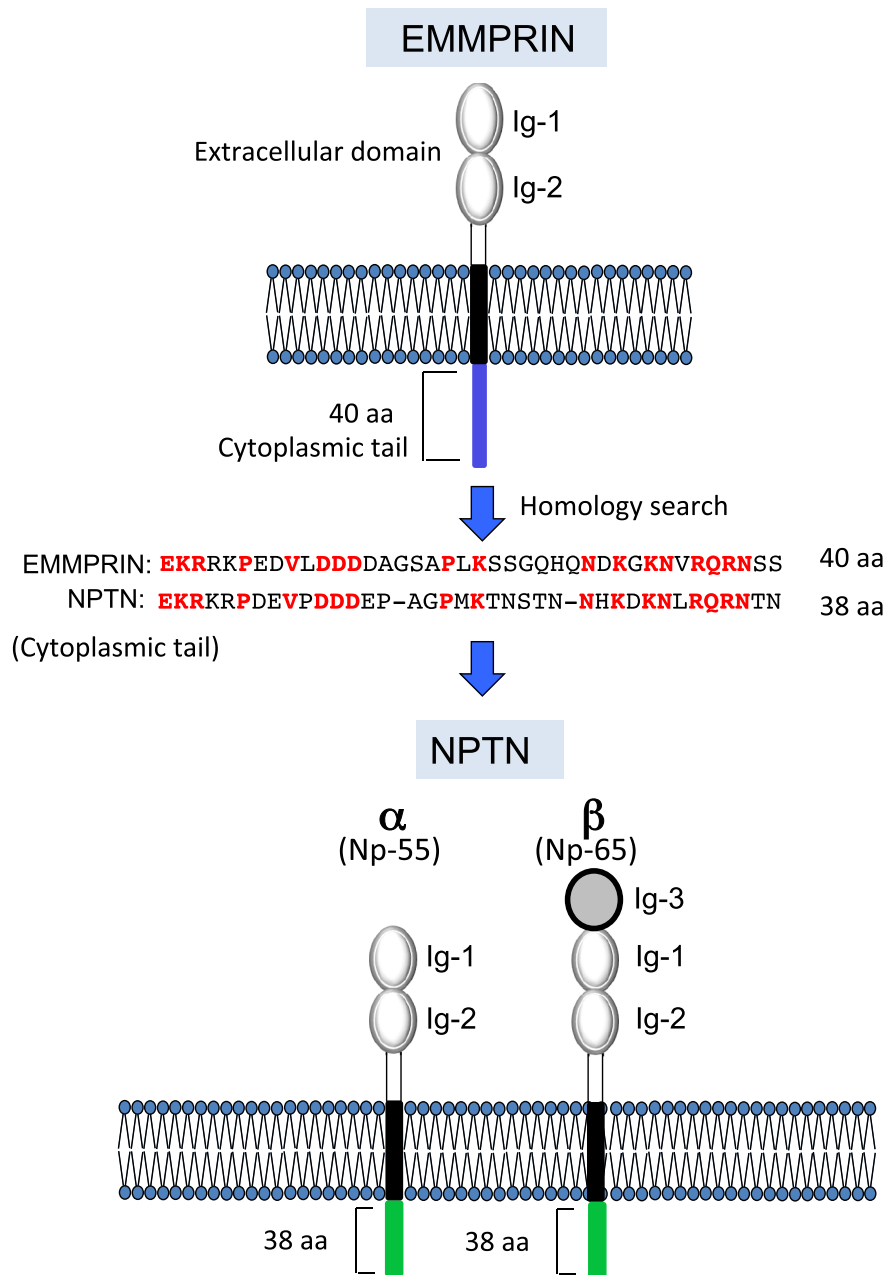 EMMPRIN
Ig-1
Extracellular domain
Ig-2
40 aa
Cytoplasmic tail
Homology search
EMMPRIN: EKRRKPEDVLDDDDAGSAPLKSSGQHQNDKGKNVRQRNSS 40 aa
NPTN: EKRKRPDEVPDDDEP-AGPMKTNSTN-NHKDKNLRQRNTN 38 aa
(Cytoplasmic tail)
NPTN
α β
(Np-55) (Np-65)
Ig-3
Ig-1 Ig-1
Ig-2 Ig-2
38 aa 38 aa